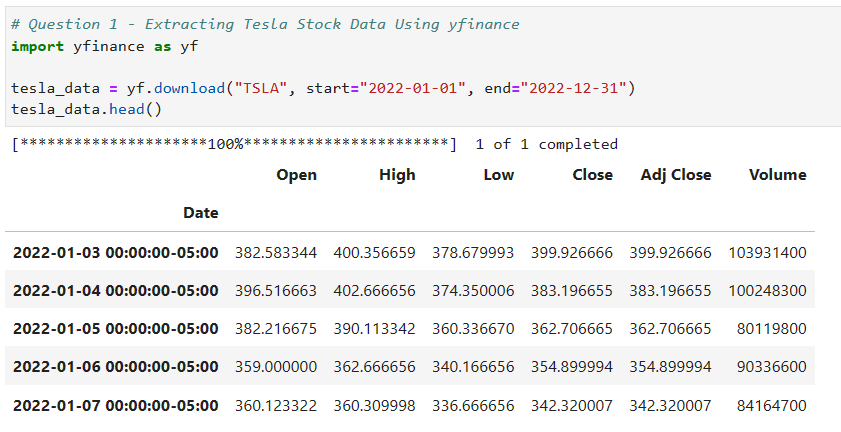 # Question 1 - Extracting Tesla Stock Data Using yfinance
import yfinance as yf
tesla_data = yf.download("TSLA", start="2022-01-01", end="2022-12-31")
tesla_data.head()
[*********************100%***********************]  1 of 1 completed
Open High Low Close Adj Close Volume
Date
2022-01-03 00:00:00-05:00 382.583344 400.356659 378.679993 399.926666 399.926666 103931400
2022-01-04 00:00:00-05:00 396.516663 402.666656 374.350006 383.196655 383.196655 100248300
2022-01-05 00:00:00-05:00 382.216675 390.113342 360.336670 362.706665 362.706665 80119800
2022-01-06 00:00:00-05:00 359.000000 362.666656 340.166656 354.899994 354.899994 90336600
2022-01-07 00:00:00-05:00 360.123322 360.309998 336.666656 342.320007 342.320007 84164700